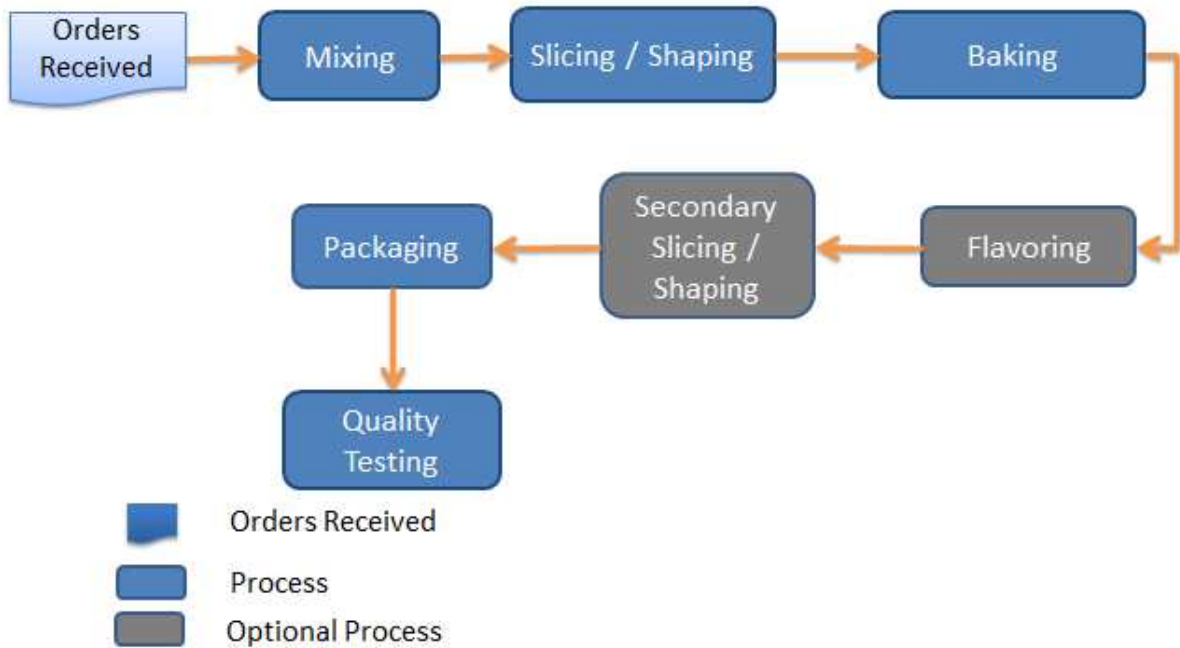 Orders
Received
Mixing
Slicing / Shaping
Baking
Flavoring
Secondary
Slicing /
Shaping
Packaging
Quality
Testing
Orders Received
Process
Optional Process